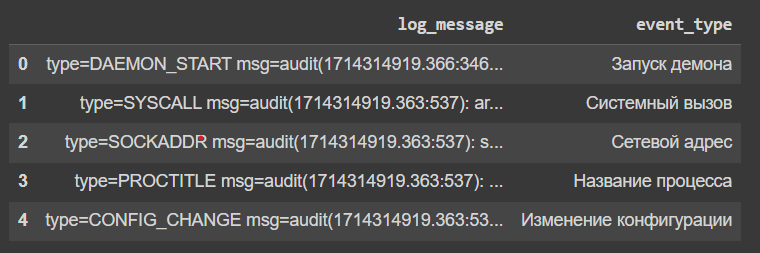 log_message event_type
0 type=DAEMON_START msg=audit(1714314919.366:346... Запуск демона
1 type=SYSCALL msg=audit(1714314919.363:537): ar... Системный вызов
2 type=SOCKADDR msg=audit(1714314919.363:537): s... Сетевой адрес
3 type=PROCTITLE msg=audit(1714314919.363:537): ... Название процесса
4 type=CONFIG_CHANGE msg=audit(1714314919.363:53... Изменение конфигурации